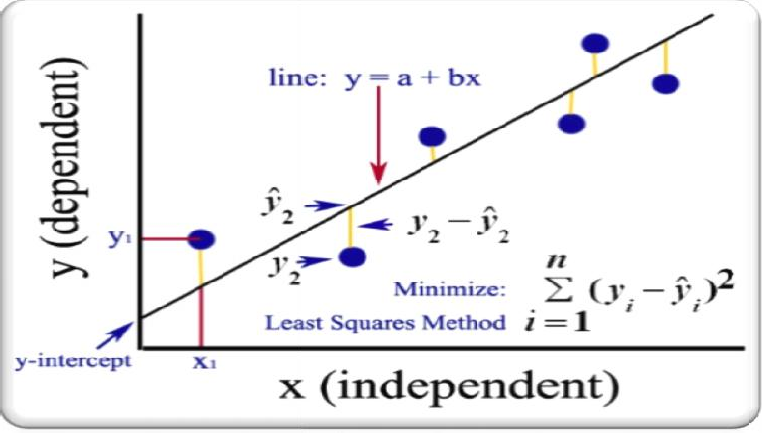 y (dependent)
line: y = a + bx
ŷ₂
y₁
y₂ − ŷ₂
y₂
n
Minimize: Σ (yᵢ − ŷᵢ)²
Least Squares Method i = 1
y-intercept
x₁
x (independent)